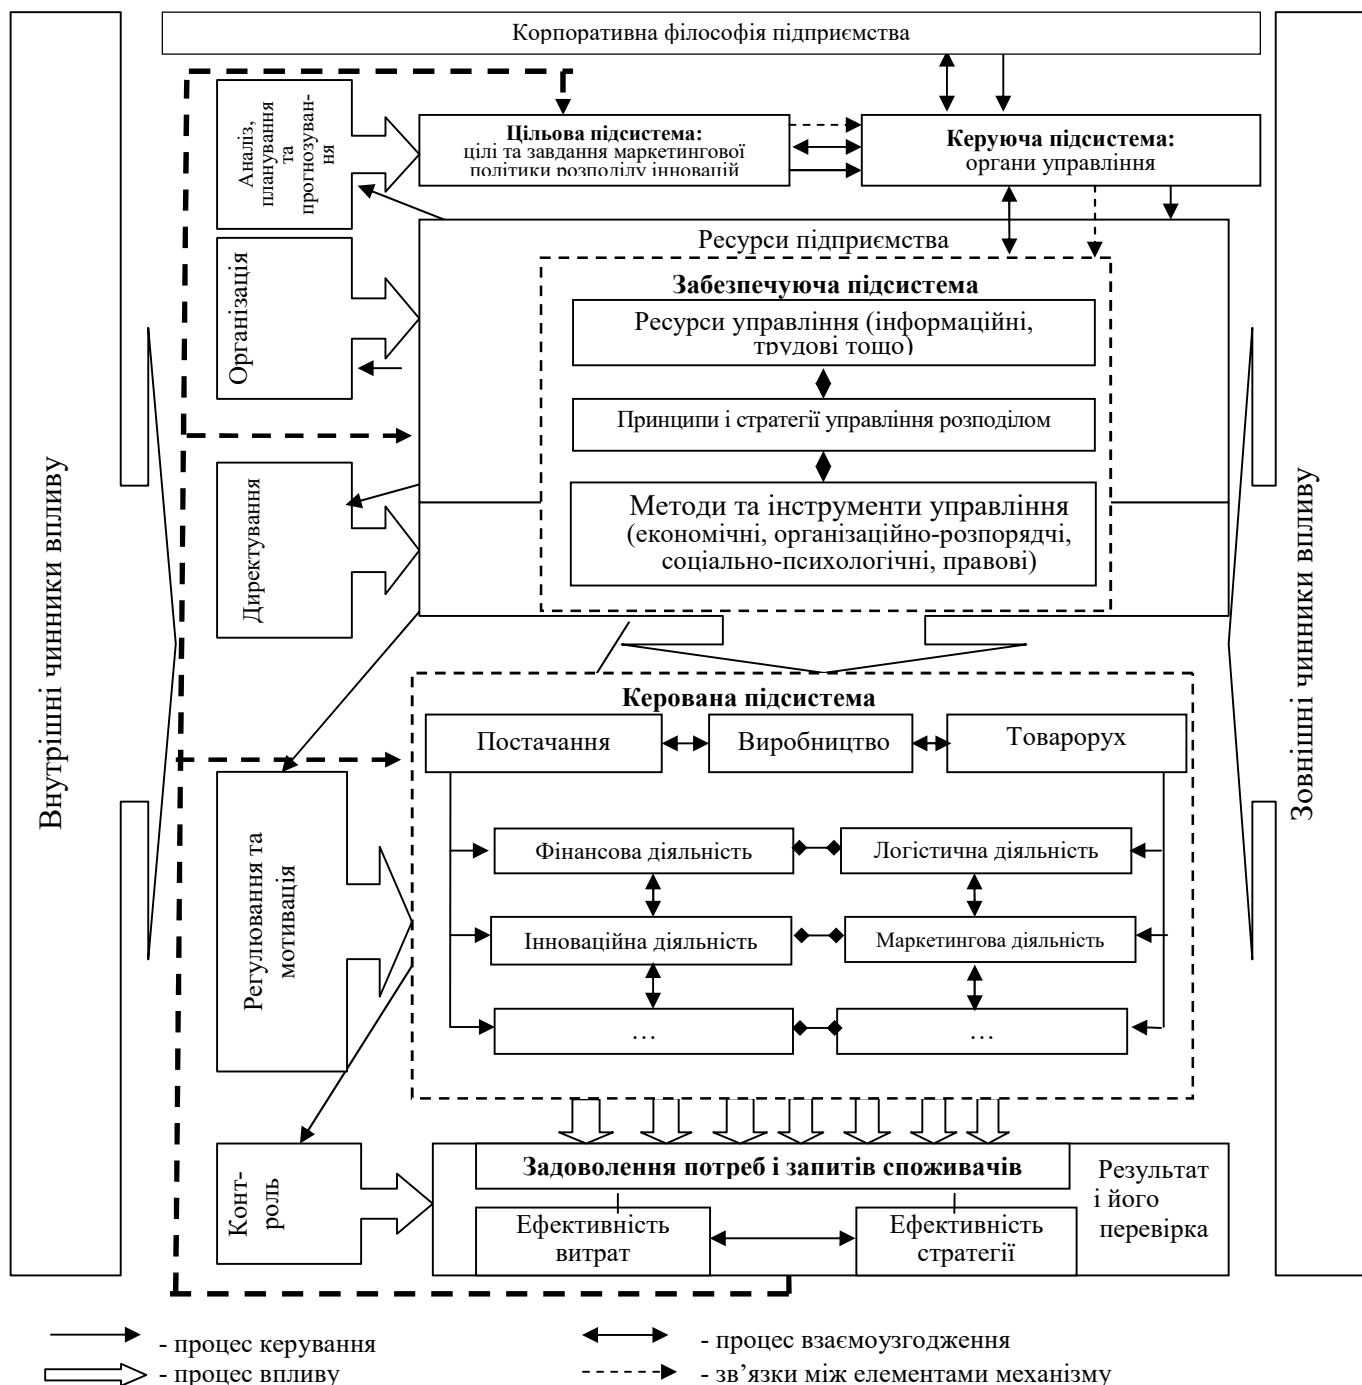 Корпоративна філософія підприємства
Аналіз,
планування
та
прогнозуван-
ня
Цільова підсистема:
цілі та завдання маркетингової
політики розподілу інновацій
Керуюча підсистема:
органи управління
Ресурси підприємства
Організація
Забезпечуюча підсистема
Ресурси управління (інформаційні,
трудові тощо)
Принципи і стратегії управління розподілом
Директування
Методи та інструменти управління
(економічні, організаційно-розпорядчі,
соціально-психологічні, правові)
Внутрішні чинники впливу
Зовнішні чинники впливу
Керована підсистема
Постачання
Виробництво
Товарорух
Регулювання та
мотивація
Фінансова діяльність
Логістична діяльність
Інноваційна діяльність
Маркетингова діяльність
…
…
Конт-
роль
Задоволення потреб і запитів споживачів
Результат
і його
перевірка
Ефективність
витрат
Ефективність
стратегії
- процес керування
- процес взаємоузгодження
- процес впливу
- зв’язки між елементами механізму